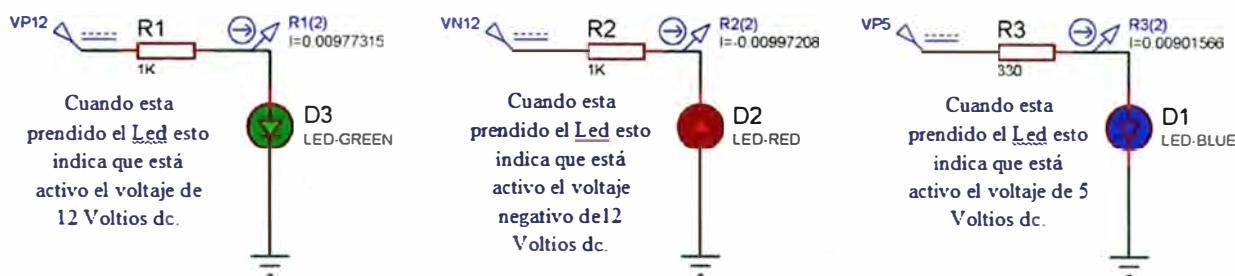 VP12
R1
1K
R1(2)
I=0.00977315
D3
LED-GREEN
Cuando esta
prendido el Led esto
indica que está
activo el voltaje de
12 Voltios dc.
VN12
R2
1K
R2(2)
I=-0.00997208
D2
LED-RED
Cuando esta
prendido el Led esto
indica que está
activo el voltaje
negativo de12
Voltios dc.
VP5
R3
330
R3(2)
I=0.00901566
D1
LED-BLUE
Cuando esta
prendido el Led esto
indica que está
activo el voltaje de 5
Voltios dc.